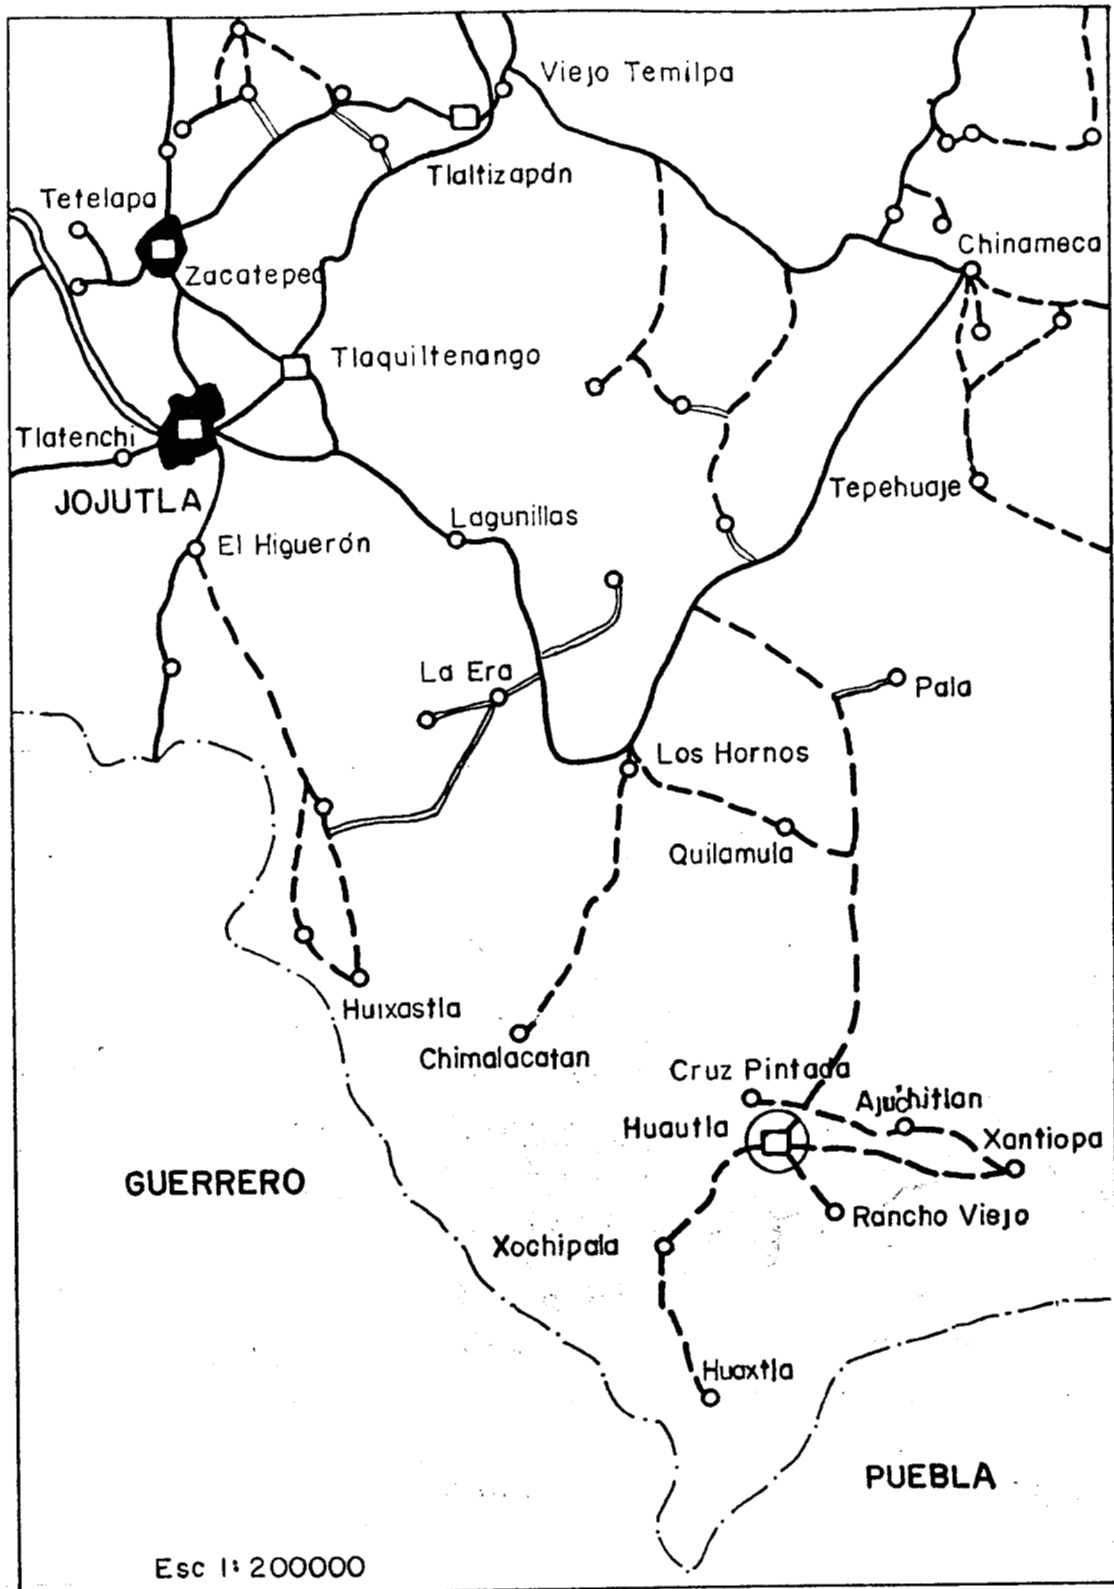 Viejo Temilpa
Tlaltizapán
Tetelapa
Chinameca
Zacatepec
Tlaquiltenango
Tlatenchi
Tepehuaje
JOJUTLA
Lagunillas
El Higuerón
La Era
Pala
Los Hornos
Quilamula
Huixastla
Chimalacatan
Cruz Pintada
Ajuchitlan
Huautla
Xantiopa
GUERRERO
Rancho Viejo
Xochipala
Huaxtla
PUEBLA
Esc 1:200000